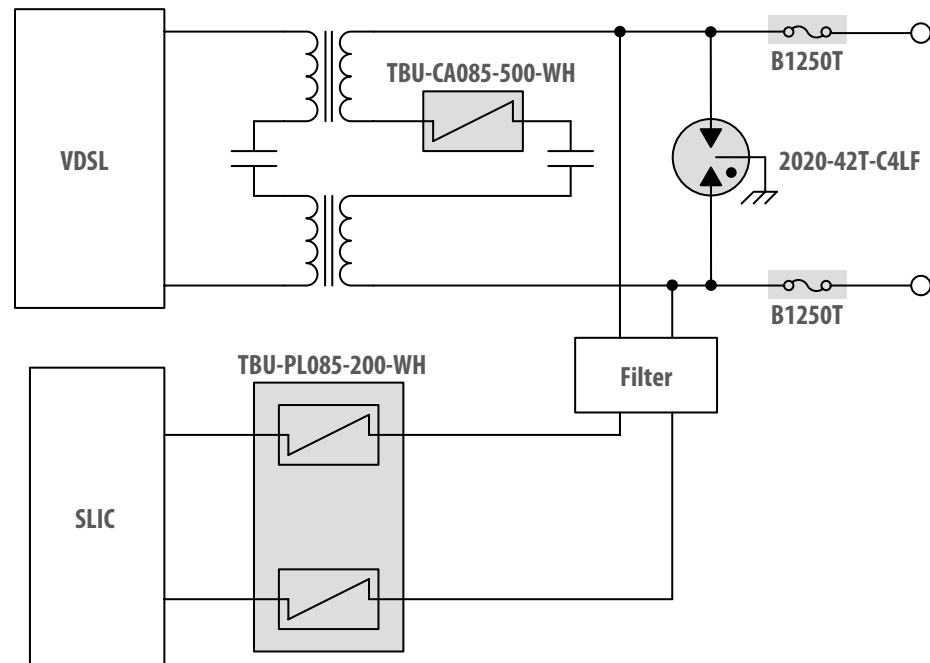 B1250T
TBU-CA085-500-WH
VDSL
2020-42T-C4LF
B1250T
TBU-PL085-200-WH
Filter
SLIC